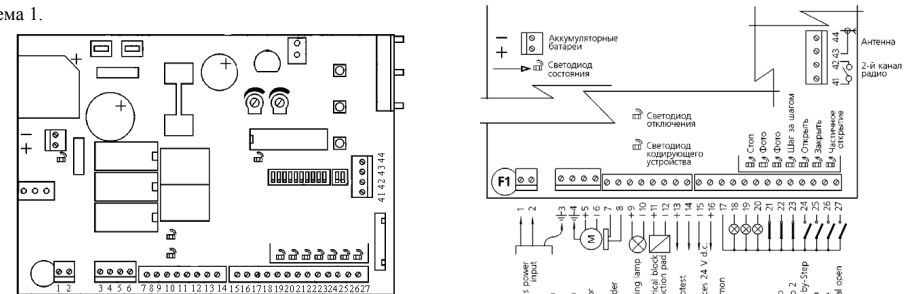 ема 1.
+ Аккумуляторные
батареи
Светодиод
состояния
44
43
42
41
Антенна
2-й канал
радио
Светодиод
отключения
Светодиод
кодирующего
устройства
Стоп
Фото
Фото
Шаг за шагом
Открыть
Закрыть
Частичное
открытие
41 42 43 44
F1
1 2 3 4 5 6 7 8 9 10 11 12 13 14 15 16 17 18 19 20 21 22 23 24 25 26 27
1 2 3 4 5 6 7 8 9 10 11 12 13 14 15 16 17 18 19 20 21 22 23 24 25 26 27
M
s power
input
ing lamp
rical block
ction pad
otest
ces 24 V d.c.
mon
2
by-Step
al open